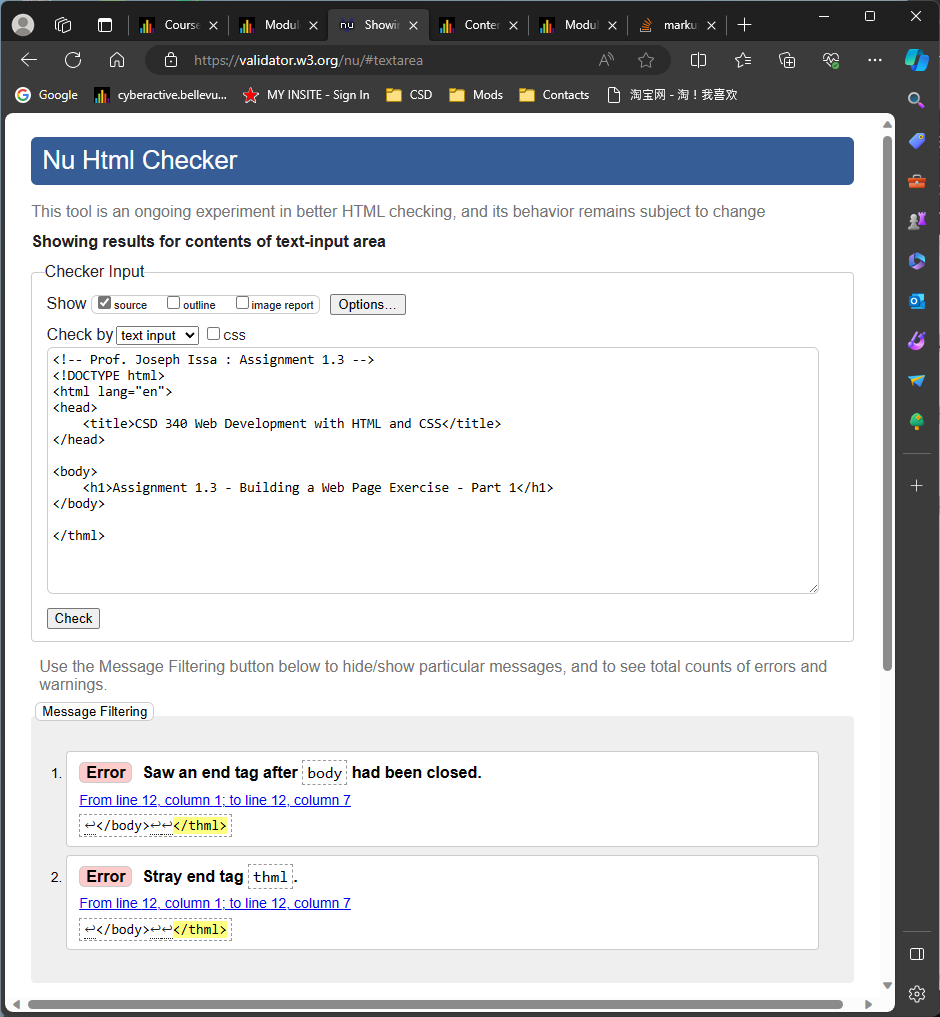 Course
Modul
Showin
Conter
Modul
marku
https://validator.w3.org/nu/#textarea
Google
cyberactive.bellevu...
MY INSITE - Sign In
CSD
Mods
Contacts
淘宝网 - 淘！我喜欢
Nu Html Checker
This tool is an ongoing experiment in better HTML checking, and its behavior remains subject to change
Showing results for contents of text-input area
Checker Input
Show source outline image report Options...
Check by text input css
<!-- Prof. Joseph Issa : Assignment 1.3 -->
<!DOCTYPE html>
<html lang="en">
<head>
<title>CSD 340 Web Development with HTML and CSS</title>
</head>
<body>
<h1>Assignment 1.3 - Building a Web Page Exercise - Part 1</h1>
</body>
</thml>
Check
Use the Message Filtering button below to hide/show particular messages, and to see total counts of errors and
warnings.
Message Filtering
1. Error Saw an end tag after body had been closed.
From line 12, column 1; to line 12, column 7
↩</body>↩↩</thml>
2. Error Stray end tag thml.
From line 12, column 1; to line 12, column 7
↩</body>↩↩</thml>